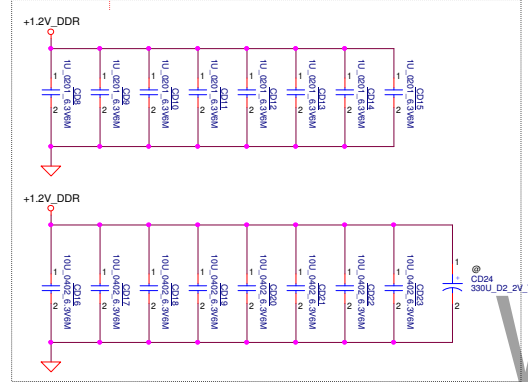 +1.2V_DDR
1
2
1U_0201_6.3V6M
CD8
1
2
1U_0201_6.3V6M
CD9
1
2
1U_0201_6.3V6M
CD10
1
2
1U_0201_6.3V6M
CD11
1
2
1U_0201_6.3V6M
CD12
1
2
1U_0201_6.3V6M
CD13
1
2
1U_0201_6.3V6M
CD14
1
2
1U_0201_6.3V6M
CD15
+1.2V_DDR
1
2
10U_0402_6.3V6M
CD16
1
2
10U_0402_6.3V6M
CD17
1
2
10U_0402_6.3V6M
CD18
1
2
10U_0402_6.3V6M
CD19
1
2
10U_0402_6.3V6M
CD20
1
2
10U_0402_6.3V6M
CD21
1
2
10U_0402_6.3V6M
CD22
1
2
10U_0402_6.3V6M
CD23
1
+
2
@
CD24
330U_D2_2V_